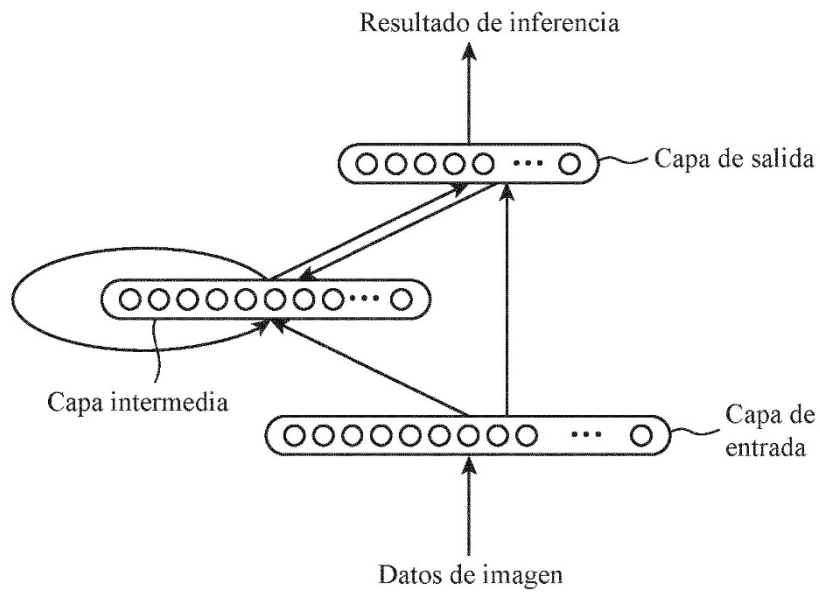 Resultado de inferencia
Capa de salida
Capa intermedia
Capa de
entrada
Datos de imagen